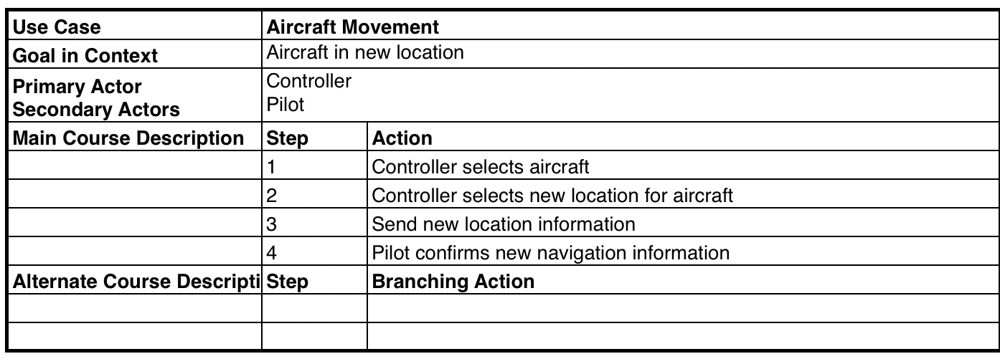 Use Case Aircraft Movement
Goal in Context Aircraft in new location
Primary Actor Controller
Secondary Actors Pilot
Main Course Description Step Action
1 Controller selects aircraft
2 Controller selects new location for aircraft
3 Send new location information
4 Pilot confirms new navigation information
Alternate Course Descripti Step Branching Action